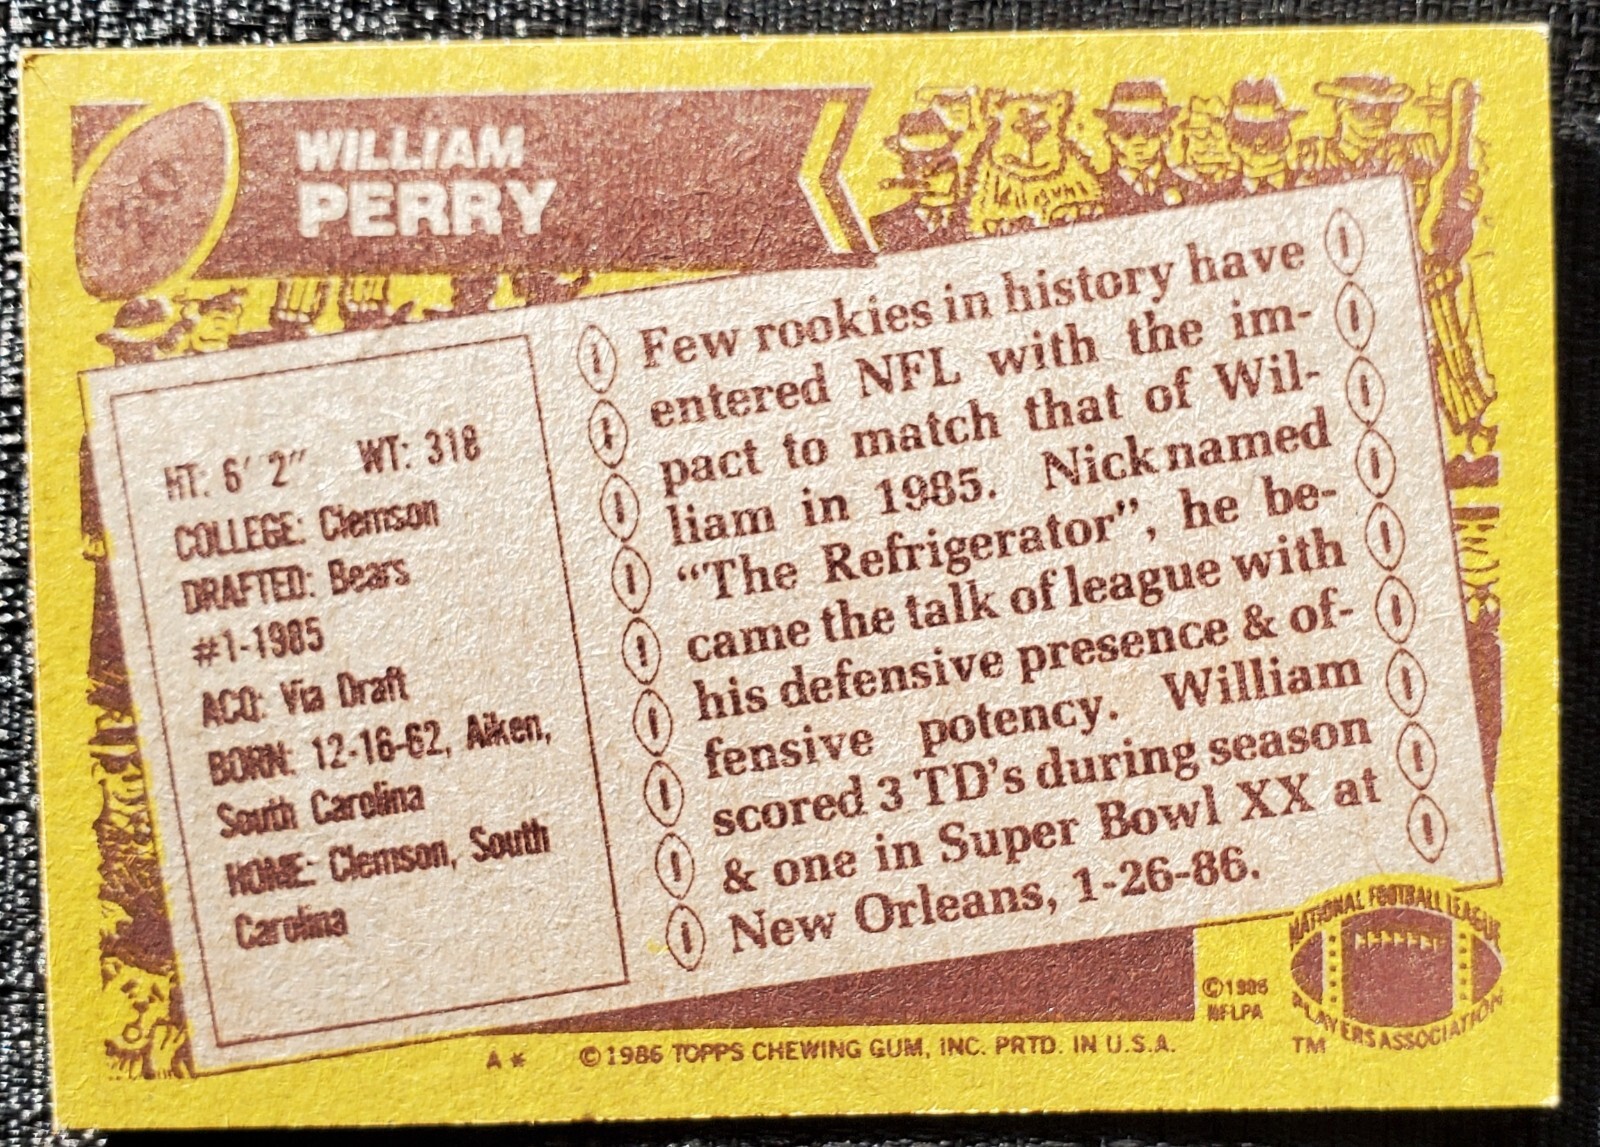 WILLIAM
PERRY
HT: 6' 2" WT: 318
COLLEGE: Clemson
DRAFTED: Bears
#1-1985
ACQ: Via Draft
BORN: 12-16-62, Aiken,
South Carolina
HOME: Clemson, South
Carolina
Few rookies in history have
entered NFL with the im-
pact to match that of Wil-
liam in 1985. Nicknamed
“The Refrigerator”, he be-
came the talk of league with
his defensive presence & of-
fensive potency. William
scored 3 TD's during season
& one in Super Bowl XX at
New Orleans, 1-26-86.
©1986
NFLPA
NATIONAL FOOTBALL LEAGUE
PLAYERS ASSOCIATION
TM
A * ©1986 TOPPS CHEWING GUM, INC. PRTD. IN U.S.A.